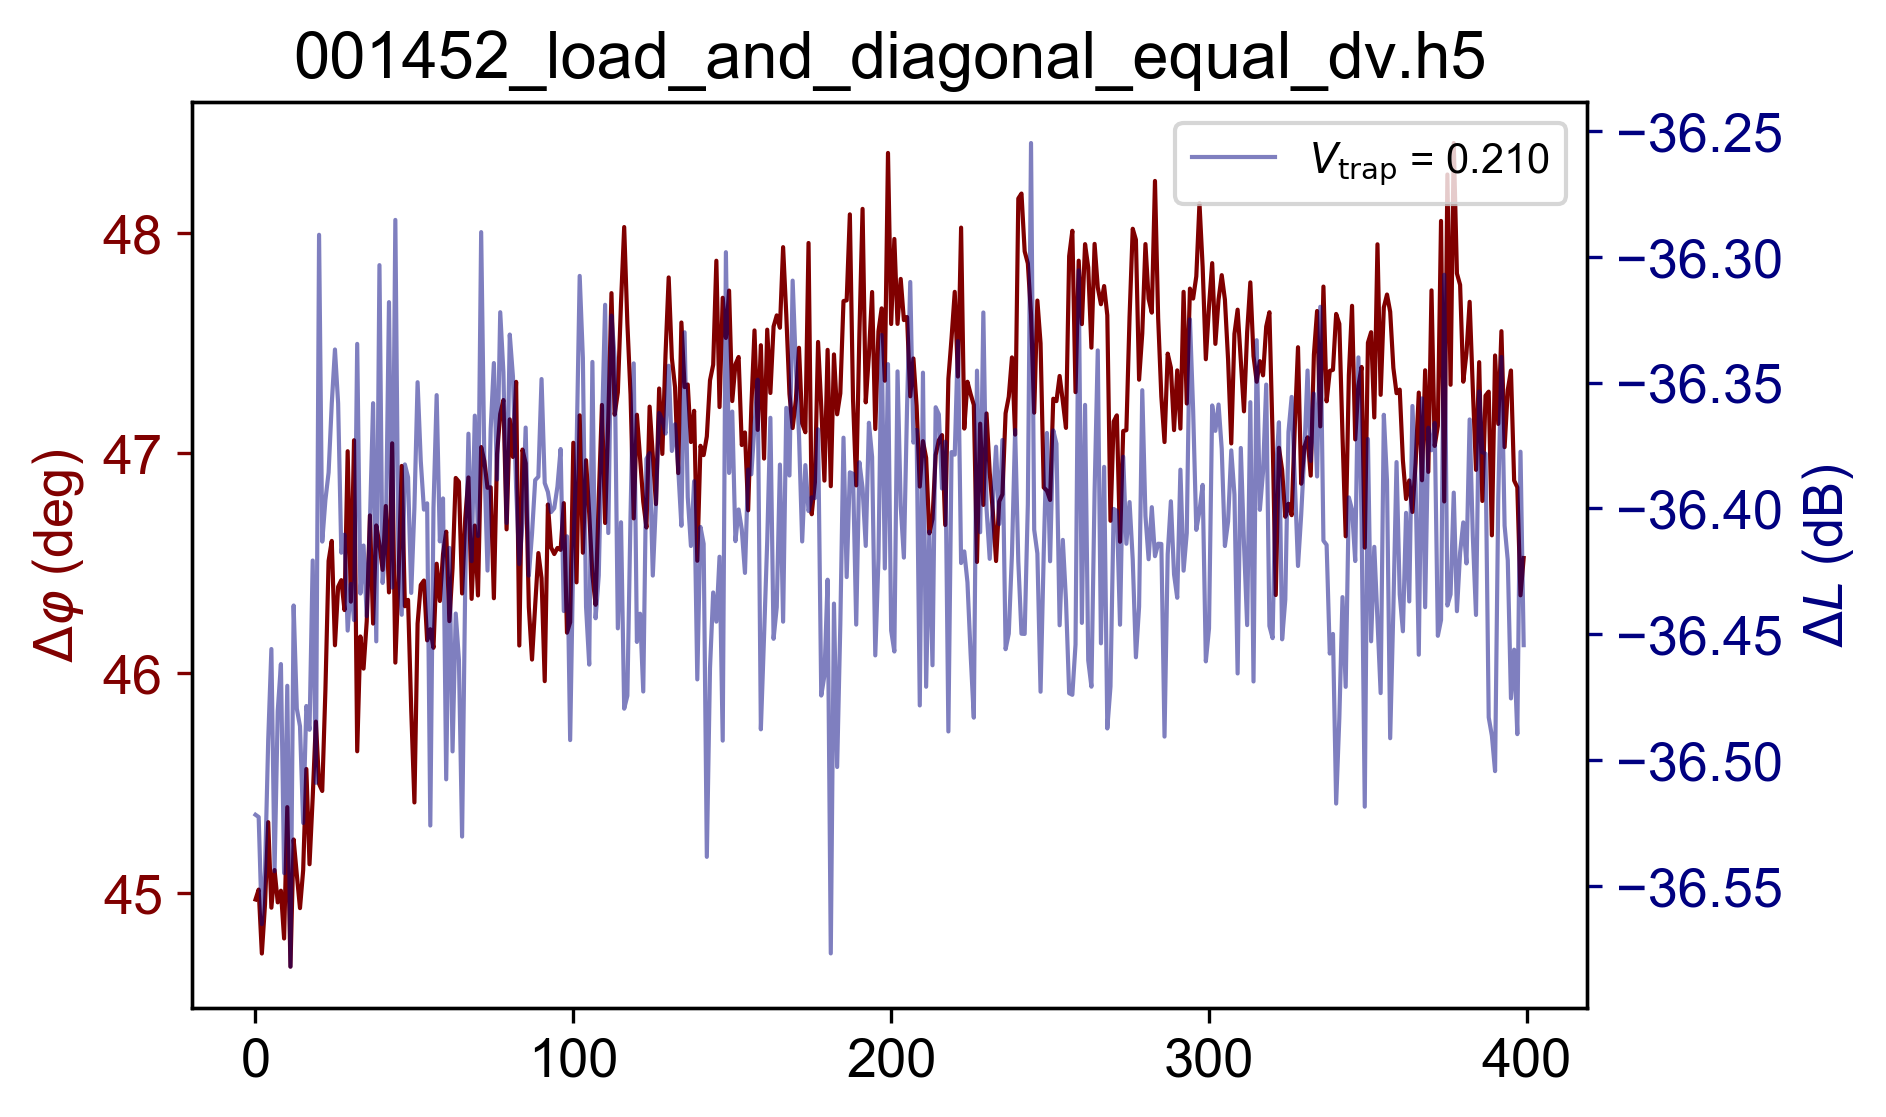 001452_load_and_diagonal_equal_dv.h5
V_trap = 0.210
Δφ (deg)
48
47
46
45
−36.25
−36.30
−36.35
−36.40
−36.45
−36.50
−36.55
ΔL (dB)
0 100 200 300 400